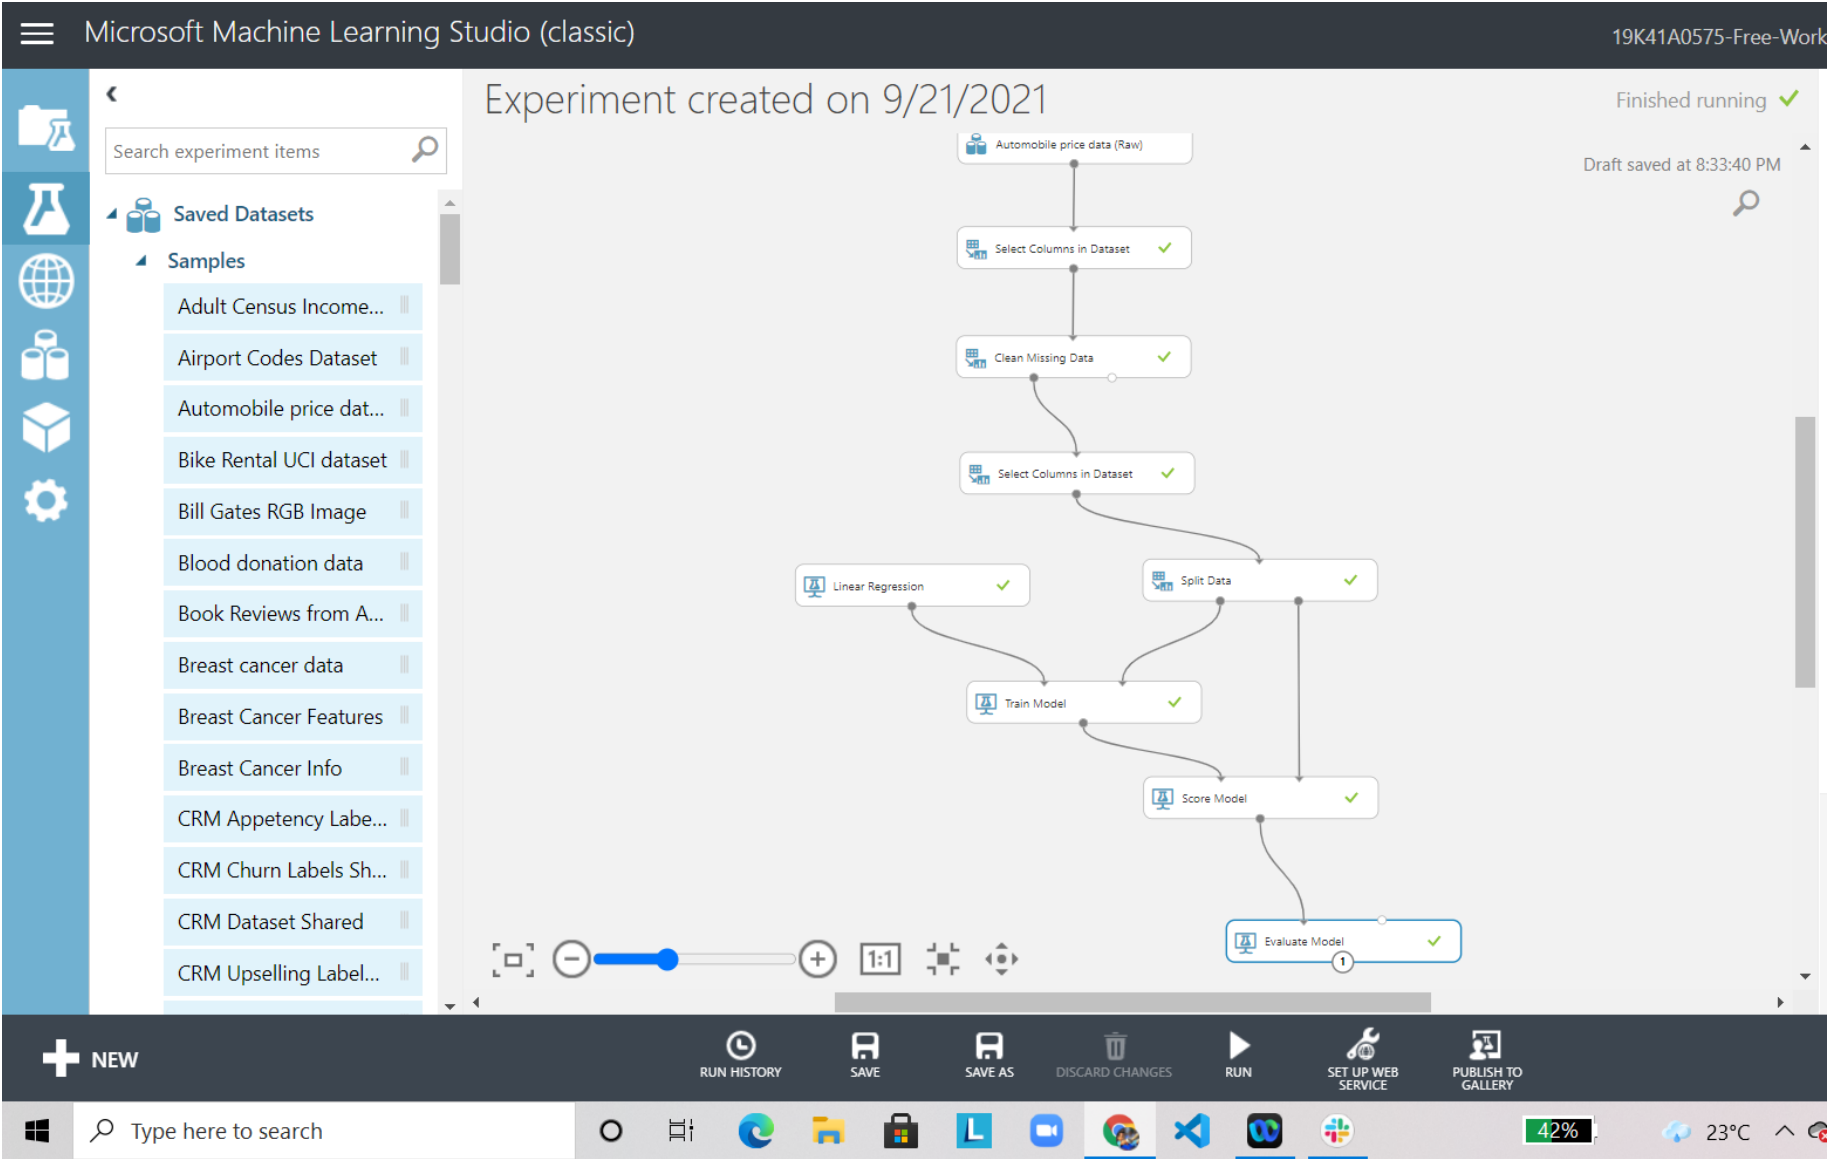 Microsoft Machine Learning Studio (classic)
19K41A0575-Free-Work
Experiment created on 9/21/2021
Finished running
Draft saved at 8:33:40 PM
Search experiment items
Saved Datasets
Samples
Adult Census Income...
Airport Codes Dataset
Automobile price dat...
Bike Rental UCI dataset
Bill Gates RGB Image
Blood donation data
Book Reviews from A...
Breast cancer data
Breast Cancer Features
Breast Cancer Info
CRM Appetency Labe...
CRM Churn Labels Sh...
CRM Dataset Shared
CRM Upselling Label...
Automobile price data (Raw)
Select Columns in Dataset
Clean Missing Data
Select Columns in Dataset
Linear Regression
Split Data
Train Model
Score Model
Evaluate Model
1
1:1
NEW
RUN HISTORY
SAVE
SAVE AS
DISCARD CHANGES
RUN
SET UP WEB
SERVICE
PUBLISH TO
GALLERY
Type here to search
L
42%
23°C